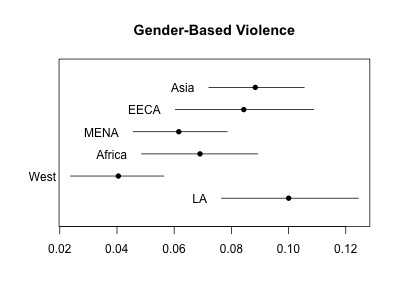 Gender-Based Violence
Asia
EECA
MENA
Africa
West
LA
0.02 0.04 0.06 0.08 0.10 0.12